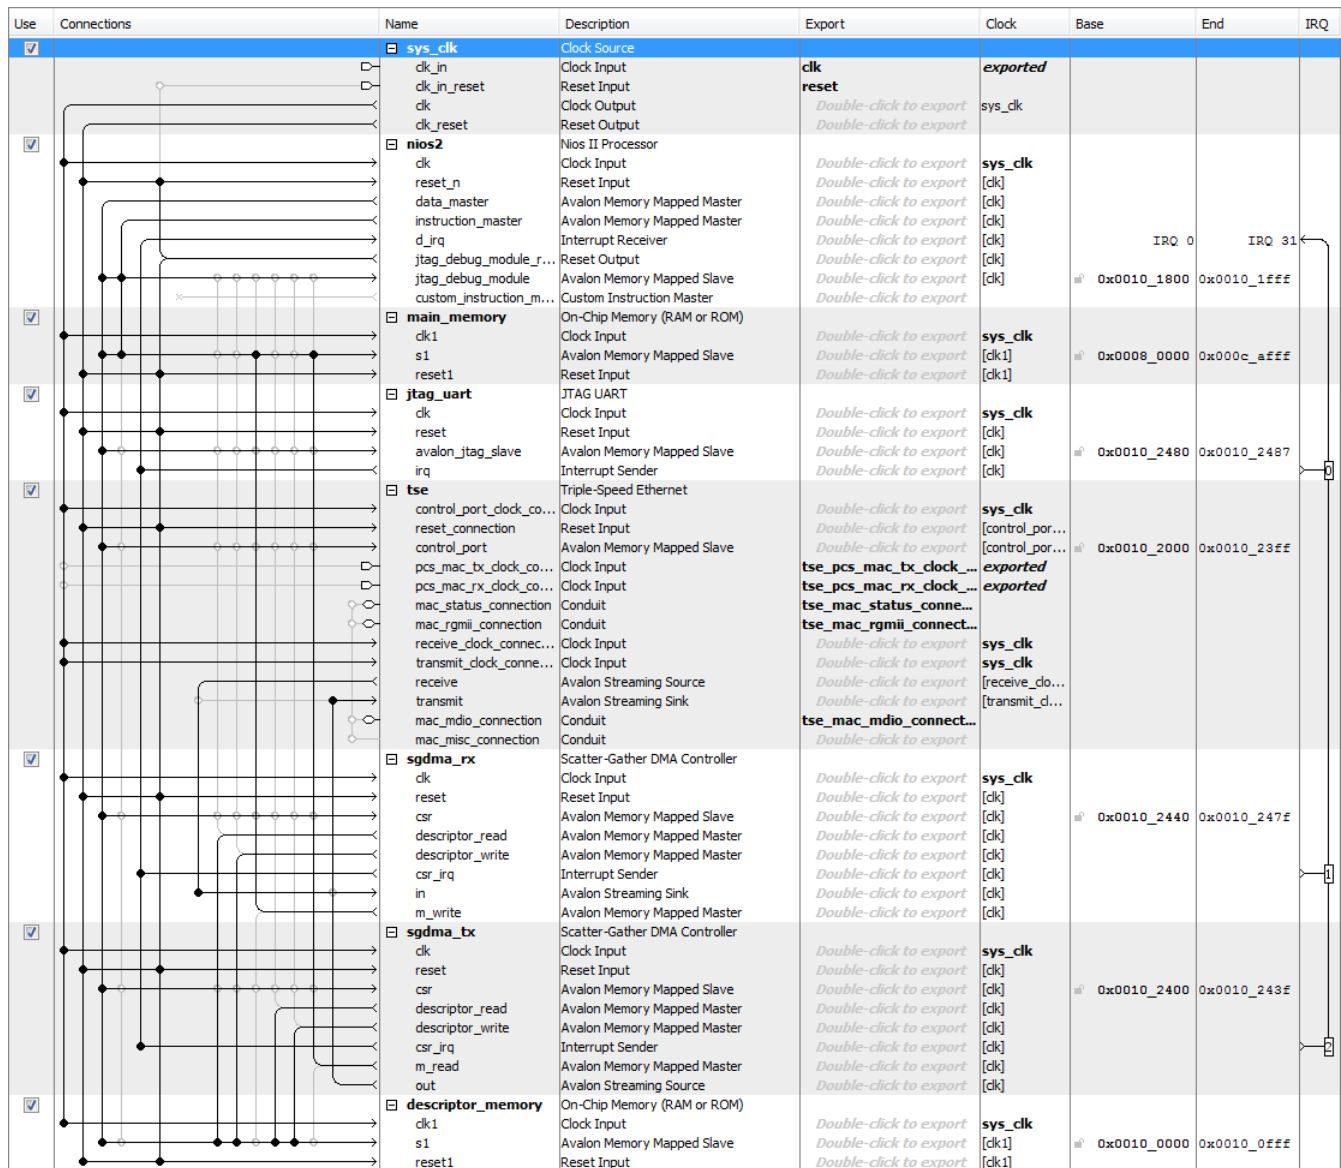 Use Connections Name Description Export Clock Base End IRQ
sys_clk Clock Source
clk_in Clock Input clk exported
clk_in_reset Reset Input reset
clk Clock Output Double-click to export sys_clk
clk_reset Reset Output Double-click to export
nios2 Nios II Processor
clk Clock Input Double-click to export sys_clk
reset_n Reset Input Double-click to export [clk]
data_master Avalon Memory Mapped Master Double-click to export [clk]
instruction_master Avalon Memory Mapped Master Double-click to export [clk]
d_irq Interrupt Receiver Double-click to export [clk] IRQ 0 IRQ 31
jtag_debug_module_r... Reset Output Double-click to export [clk]
jtag_debug_module Avalon Memory Mapped Slave Double-click to export [clk] 0x0010_1800 0x0010_1fff
custom_instruction_m... Custom Instruction Master Double-click to export
main_memory On-Chip Memory (RAM or ROM)
clk1 Clock Input Double-click to export sys_clk
s1 Avalon Memory Mapped Slave Double-click to export [clk1] 0x0008_0000 0x000c_afff
reset1 Reset Input Double-click to export [clk1]
jtag_uart JTAG UART
clk Clock Input Double-click to export sys_clk
reset Reset Input Double-click to export [clk]
avalon_jtag_slave Avalon Memory Mapped Slave Double-click to export [clk] 0x0010_2480 0x0010_2487
irq Interrupt Sender Double-click to export [clk] 0
tse Triple-Speed Ethernet
control_port_clock_co... Clock Input Double-click to export sys_clk
reset_connection Reset Input Double-click to export [control_por...
control_port Avalon Memory Mapped Slave Double-click to export [control_por... 0x0010_2000 0x0010_23ff
pcs_mac_tx_clock_co... Clock Input tse_pcs_mac_tx_clock_... exported
pcs_mac_rx_clock_co... Clock Input tse_pcs_mac_rx_clock_... exported
mac_status_connection Conduit tse_mac_status_conne...
mac_rgmii_connection Conduit tse_mac_rgmii_connect...
receive_clock_connec... Clock Input Double-click to export sys_clk
transmit_clock_conne... Clock Input Double-click to export sys_clk
receive Avalon Streaming Source Double-click to export [receive_clo...
transmit Avalon Streaming Sink Double-click to export [transmit_cl...
mac_mdio_connection Conduit tse_mac_mdio_connect...
mac_misc_connection Conduit Double-click to export
sgdma_rx Scatter-Gather DMA Controller
clk Clock Input Double-click to export sys_clk
reset Reset Input Double-click to export [clk]
csr Avalon Memory Mapped Slave Double-click to export [clk] 0x0010_2440 0x0010_247f
descriptor_read Avalon Memory Mapped Master Double-click to export [clk]
descriptor_write Avalon Memory Mapped Master Double-click to export [clk]
csr_irq Interrupt Sender Double-click to export [clk] 1
in Avalon Streaming Sink Double-click to export [clk]
m_write Avalon Memory Mapped Master Double-click to export [clk]
sgdma_tx Scatter-Gather DMA Controller
clk Clock Input Double-click to export sys_clk
reset Reset Input Double-click to export [clk]
csr Avalon Memory Mapped Slave Double-click to export [clk] 0x0010_2400 0x0010_243f
descriptor_read Avalon Memory Mapped Master Double-click to export [clk]
descriptor_write Avalon Memory Mapped Master Double-click to export [clk]
csr_irq Interrupt Sender Double-click to export [clk] 2
m_read Avalon Memory Mapped Master Double-click to export [clk]
out Avalon Streaming Source Double-click to export [clk]
descriptor_memory On-Chip Memory (RAM or ROM)
clk1 Clock Input Double-click to export sys_clk
s1 Avalon Memory Mapped Slave Double-click to export [clk1] 0x0010_0000 0x0010_0fff
reset1 Reset Input Double-click to export [clk1]